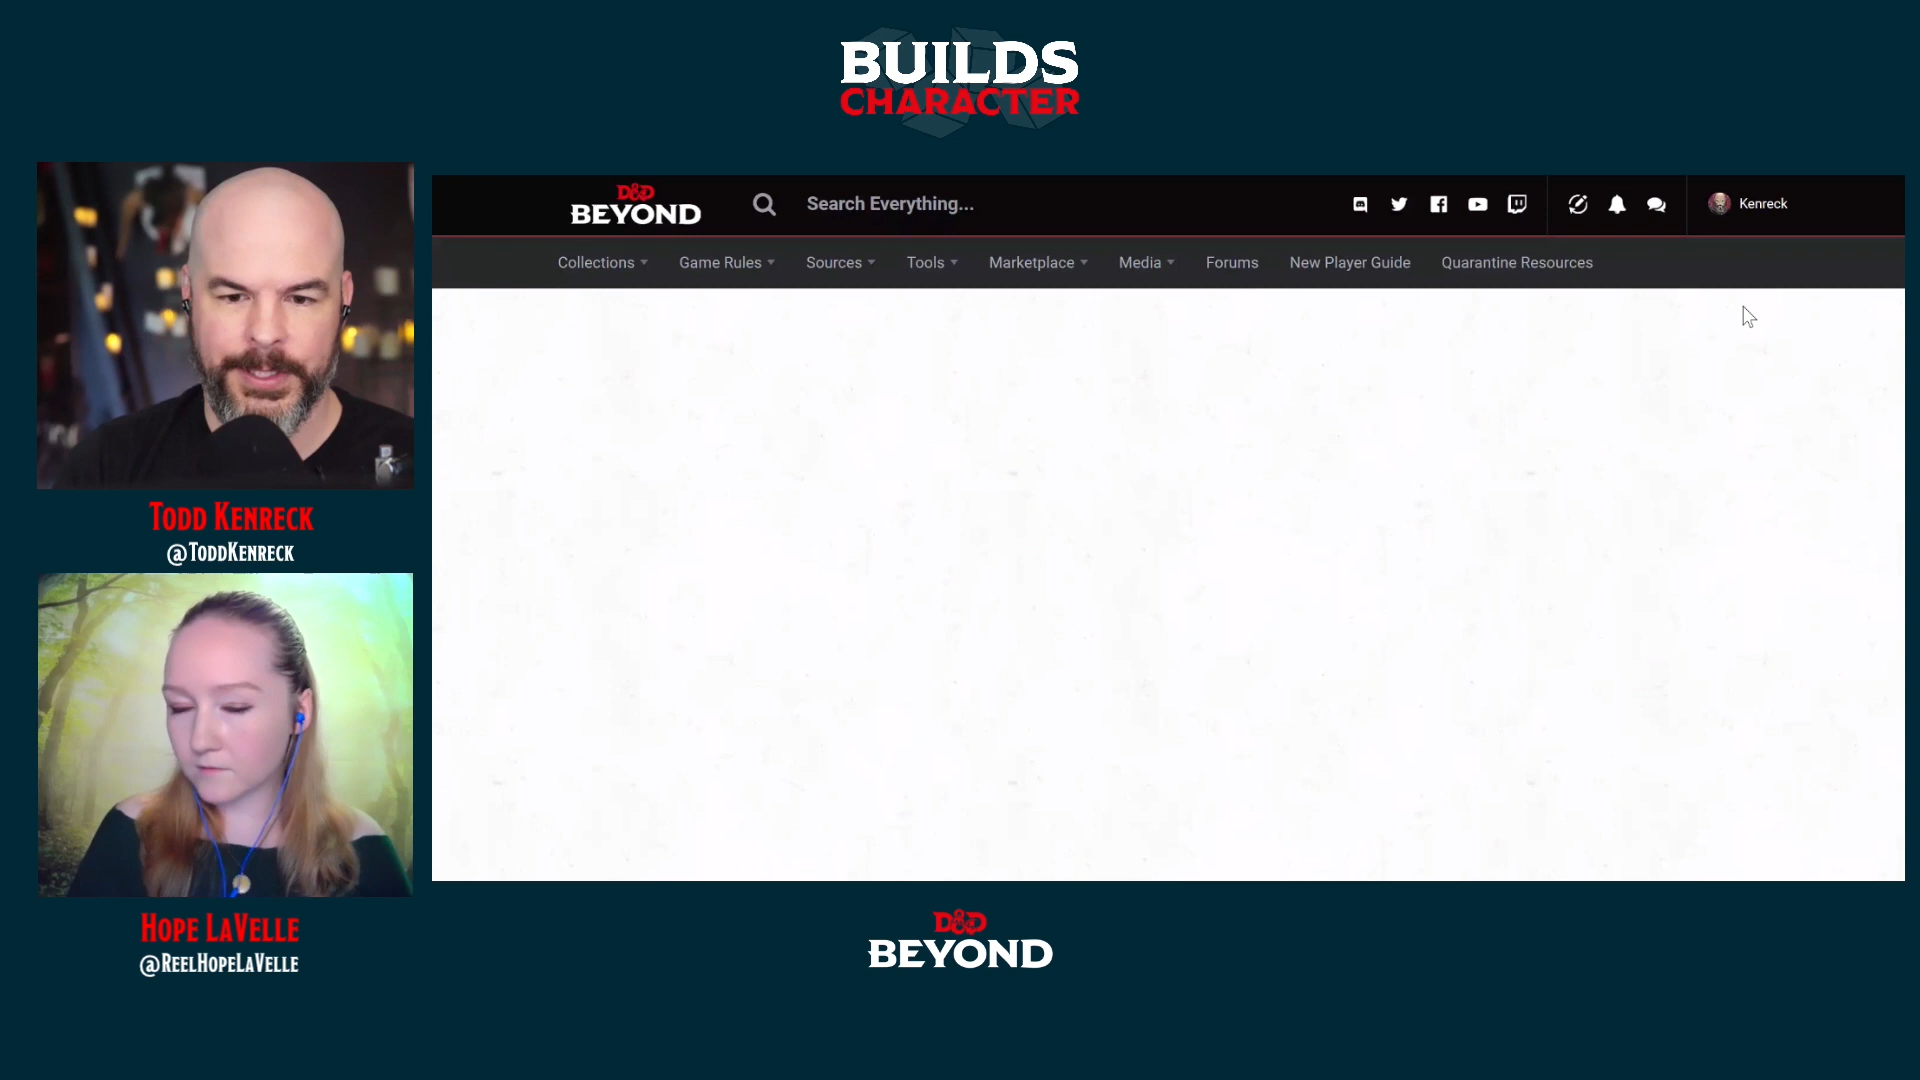 BUILDS
CHARACTER
D&D
BEYOND
Search Everything...
Kenreck
Collections
Game Rules
Sources
Tools
Marketplace
Media
Forums
New Player Guide
Quarantine Resources
TODD KENRECK
@TODDKENRECK
HOPE LAVELLE
@REELHOPELAVELLE
D&D
BEYOND